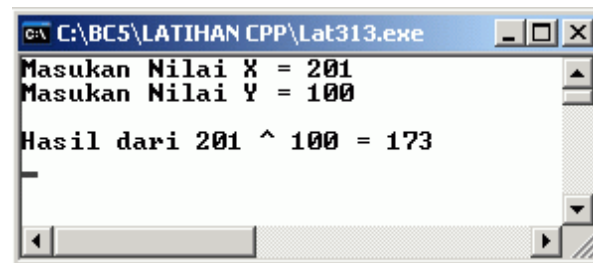 C:\BC5\LATIHAN CPP\Lat313.exe
Masukan Nilai X = 201
Masukan Nilai Y = 100
Hasil dari 201 ^ 100 = 173